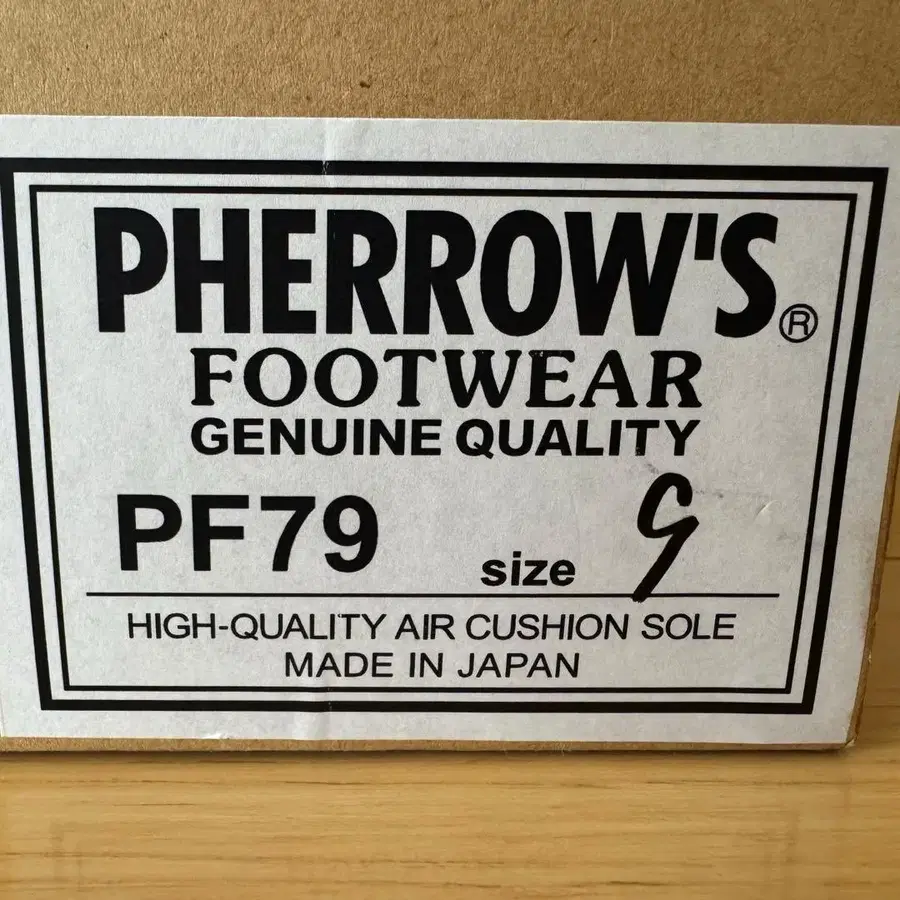 PHERROW'S®
FOOTWEAR
GENUINE QUALITY
PF79 size 9
HIGH-QUALITY AIR CUSHION SOLE
MADE IN JAPAN